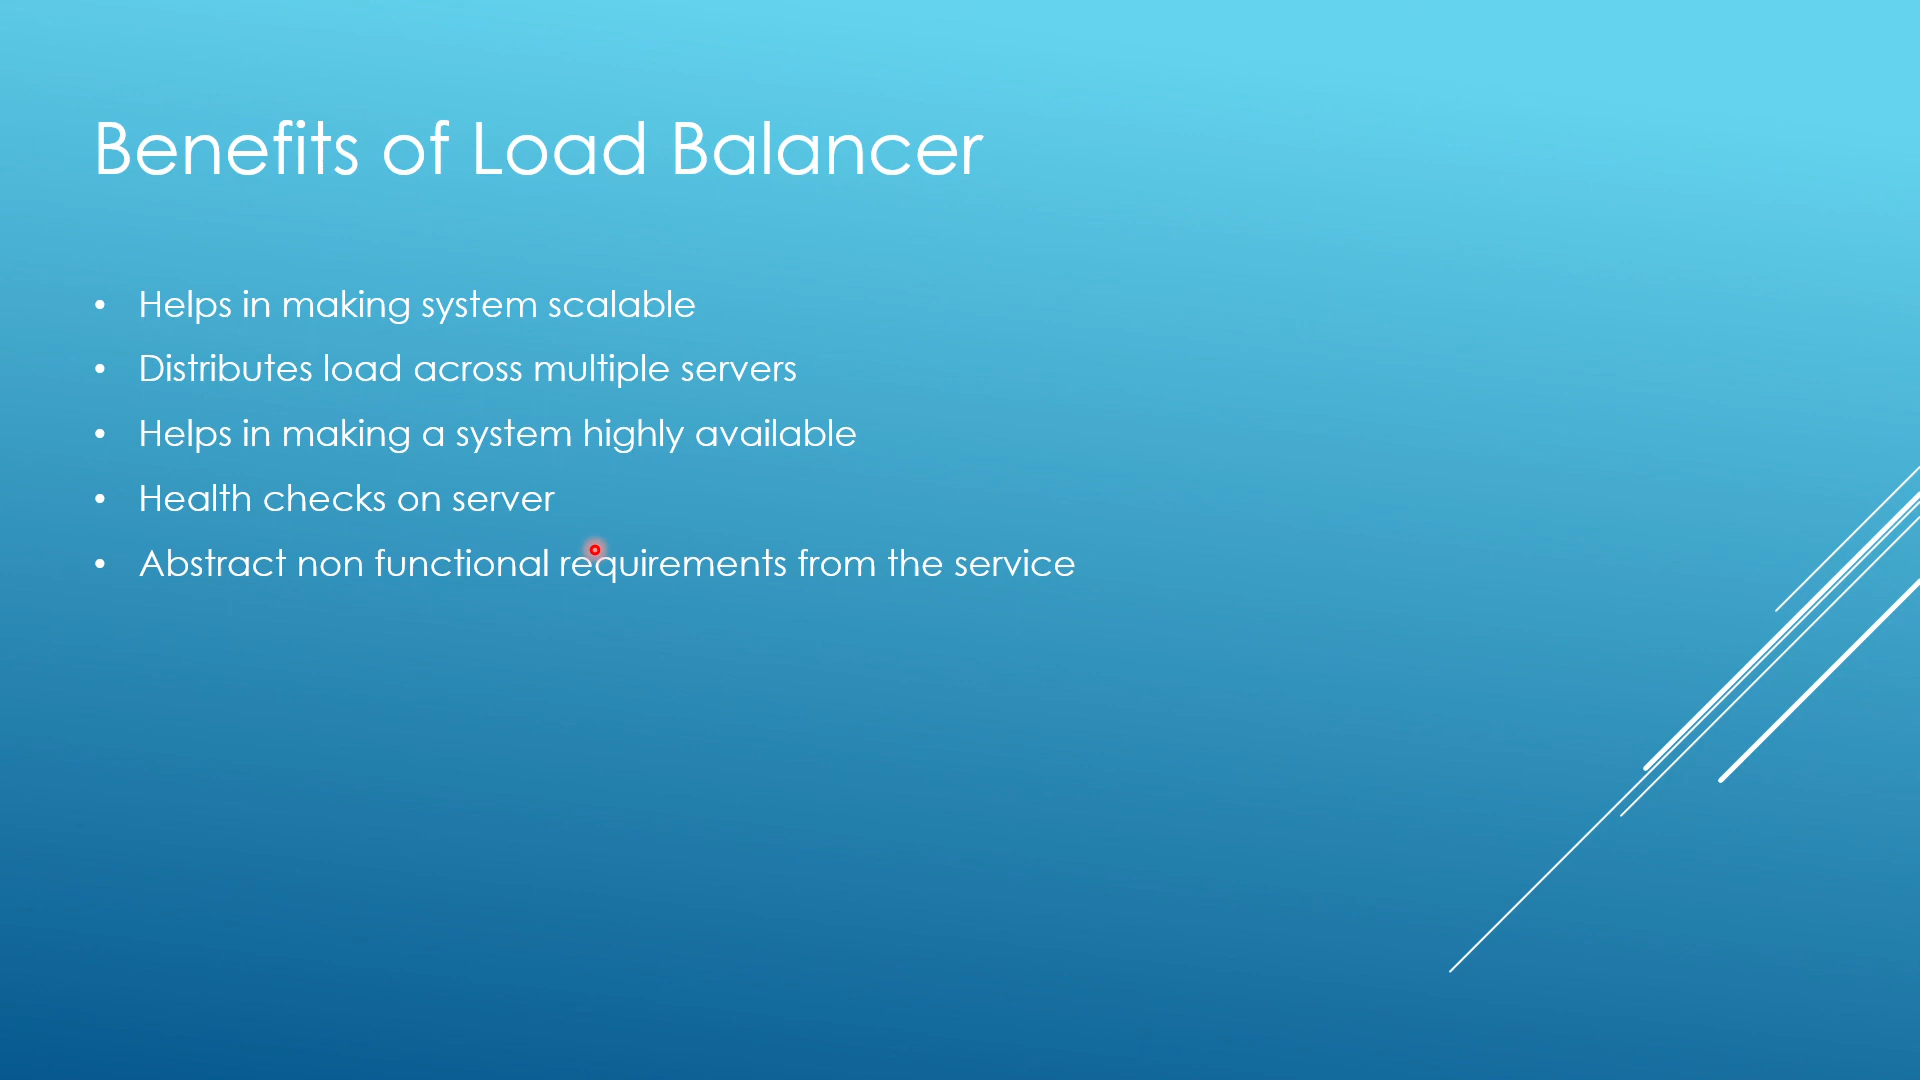 Benefits of Load Balancer
• Helps in making system scalable
• Distributes load across multiple servers
• Helps in making a system highly available
• Health checks on server
• Abstract non functional requirements from the service